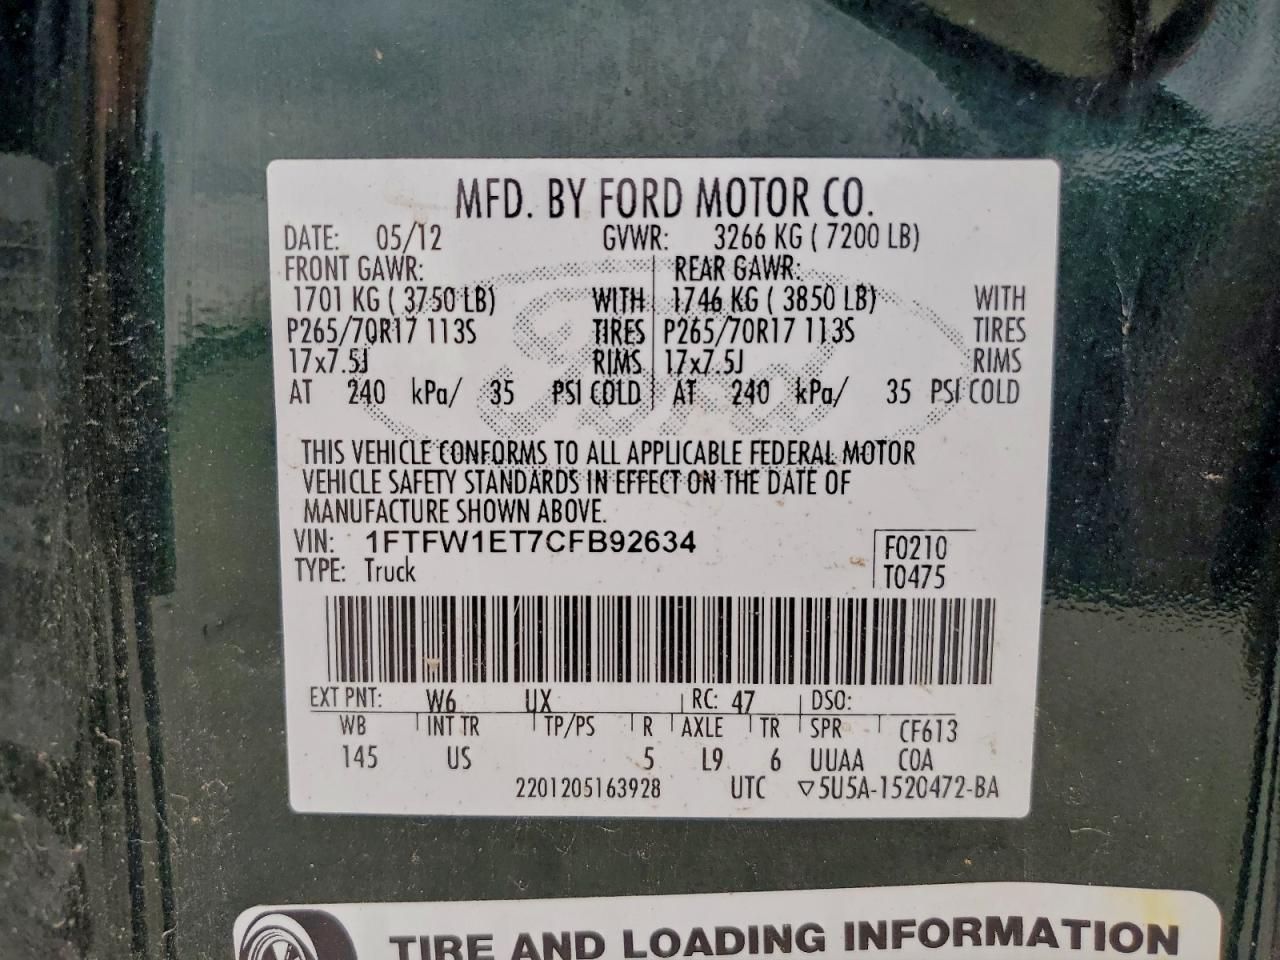 MFD. BY FORD MOTOR CO.
DATE: 05/12 GVWR: 3266 KG ( 7200 LB)
FRONT GAWR: REAR GAWR:
1701 KG ( 3750 LB) WITH 1746 KG ( 3850 LB) WITH
P265/70R17 113S TIRES P265/70R17 113S TIRES
17x7.5J RIMS 17x7.5J RIMS
AT 240 kPa/ 35 PSI COLD AT 240 kPa/ 35 PSI COLD
Ford
THIS VEHICLE CONFORMS TO ALL APPLICABLE FEDERAL MOTOR
VEHICLE SAFETY STANDARDS IN EFFECT ON THE DATE OF
MANUFACTURE SHOWN ABOVE.
VIN: 1FTFW1ET7CFB92634 F0210
TYPE: Truck T0475
EXT PNT: W6 UX RC: 47 DSO:
WB INT TR TP/PS R AXLE TR SPR CF613
145 US 5 L9 6 UUAA COA
2201205163928 UTC ▽5U5A-1520472-BA
TIRE AND LOADING INFORMATION